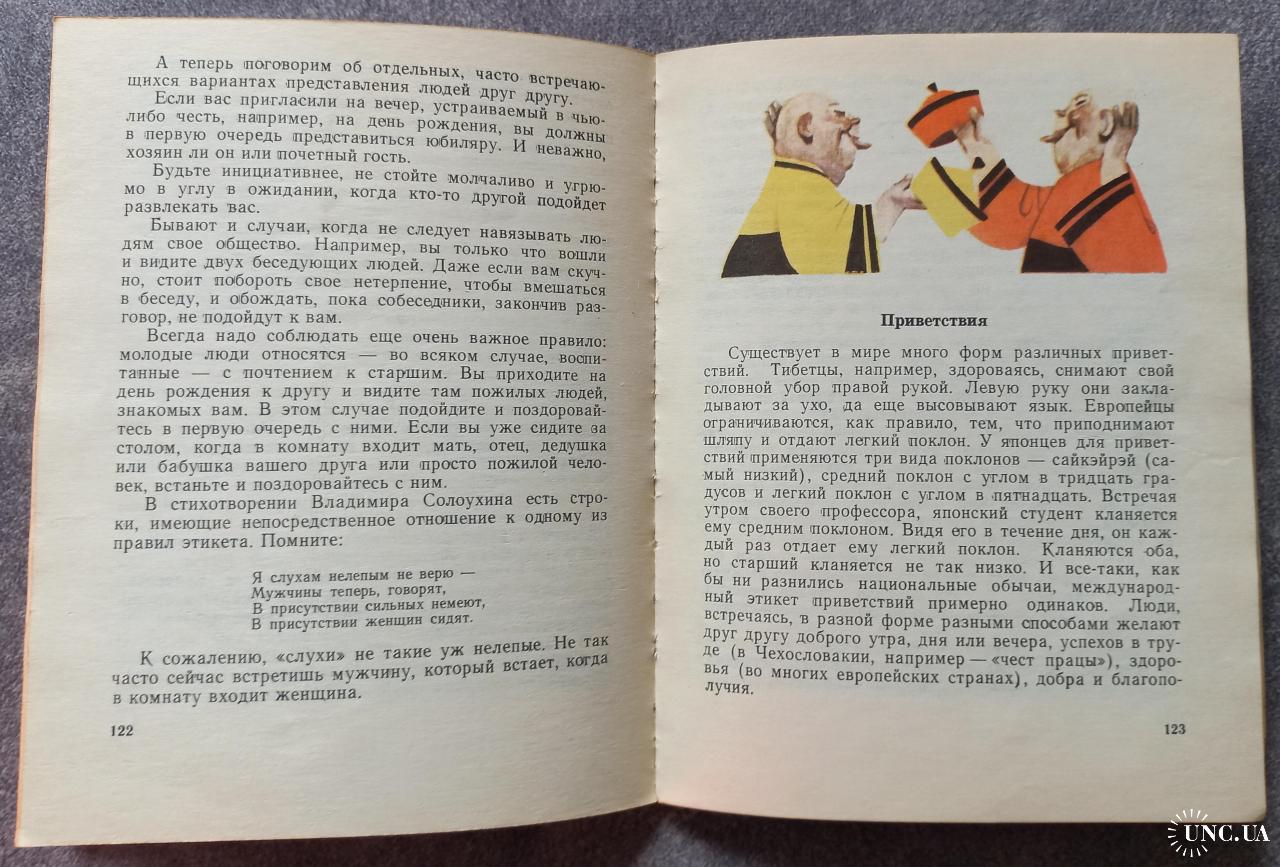 А теперь поговорим об отдельных, часто встречаю-
щихся вариантах представления людей друг другу.
Если вас пригласили на вечер, устраиваемый в чью-
либо честь, например, на день рождения, вы должны
в первую очередь представиться юбиляру. И неважно,
хозяин ли он или почетный гость.
Будьте инициативнее, не стойте молчаливо и угрю-
мо в углу в ожидании, когда кто-то другой подойдет
развлекать вас.
Бывают и случаи, когда не следует навязывать лю-
дям свое общество. Например, вы только что вошли
и видите двух беседующих людей. Даже если вам скуч-
но, стоит побороть свое нетерпение, чтобы вмешаться
в беседу, и обождать, пока собеседники, закончив раз-
говор, не подойдут к вам.
Всегда надо соблюдать еще очень важное правило:
молодые люди относятся — во всяком случае, воспи-
танные — с почтением к старшим. Вы приходите на
день рождения к другу и видите там пожилых людей,
знакомых вам. В этом случае подойдите и поздоровай-
тесь в первую очередь с ними. Если вы уже сидите за
столом, когда в комнату входит мать, отец, дедушка
или бабушка вашего друга или просто пожилой чело-
век, встаньте и поздоровайтесь с ним.
В стихотворении Владимира Солоухина есть стро-
ки, имеющие непосредственное отношение к одному из
правил этикета. Помните:
Я слухам нелепым не верю —
Мужчины теперь, говорят,
В присутствии сильных немеют,
В присутствии женщин сидят.
К сожалению, «слухи» не такие уж нелепые. Не так
часто сейчас встретишь мужчину, который встает, когда
в комнату входит женщина.
122
Приветствия
Существует в мире много форм различных привет-
ствий. Тибетцы, например, здороваясь, снимают свой
головной убор правой рукой. Левую руку они закла-
дывают за ухо, да еще высовывают язык. Европейцы
ограничиваются, как правило, тем, что приподнимают
шляпу и отдают легкий поклон. У японцев для привет-
ствий применяются три вида поклонов — сайкэйрэй (са-
мый низкий), средний поклон с углом в тридцать гра-
дусов и легкий поклон с углом в пятнадцать. Встречая
утром своего профессора, японский студент кланяется
ему средним поклоном. Видя его в течение дня, он каж-
дый раз отдает ему легкий поклон. Кланяются оба,
но старший кланяется не так низко. И все-таки, как
бы ни разнились национальные обычаи, международ-
ный этикет приветствий примерно одинаков. Люди,
встречаясь, в разной форме разными способами желают
друг другу доброго утра, дня или вечера, успехов в тру-
де (в Чехословакии, например — «чест працы»), здоро-
вья (во многих европейских странах), добра и благопо-
лучия.
123
UNC.UA